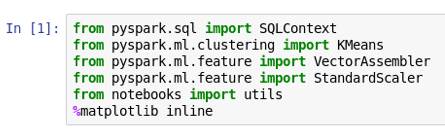 In [1]: from pyspark.sql import SQLContext
from pyspark.ml.clustering import KMeans
from pyspark.ml.feature import VectorAssembler
from pyspark.ml.feature import StandardScaler
from notebooks import utils
%matplotlib inline